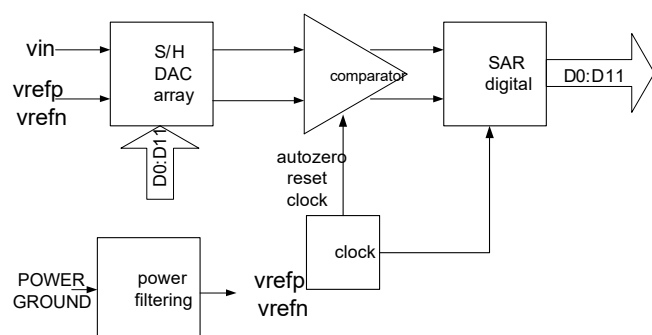 vin
vrefp
vrefn
S/H
DAC
array
D0:D11
comparator
SAR
digital
D0:D11
autozero
reset
clock
clock
POWER
GROUND
power
filtering
vrefp
vrefn